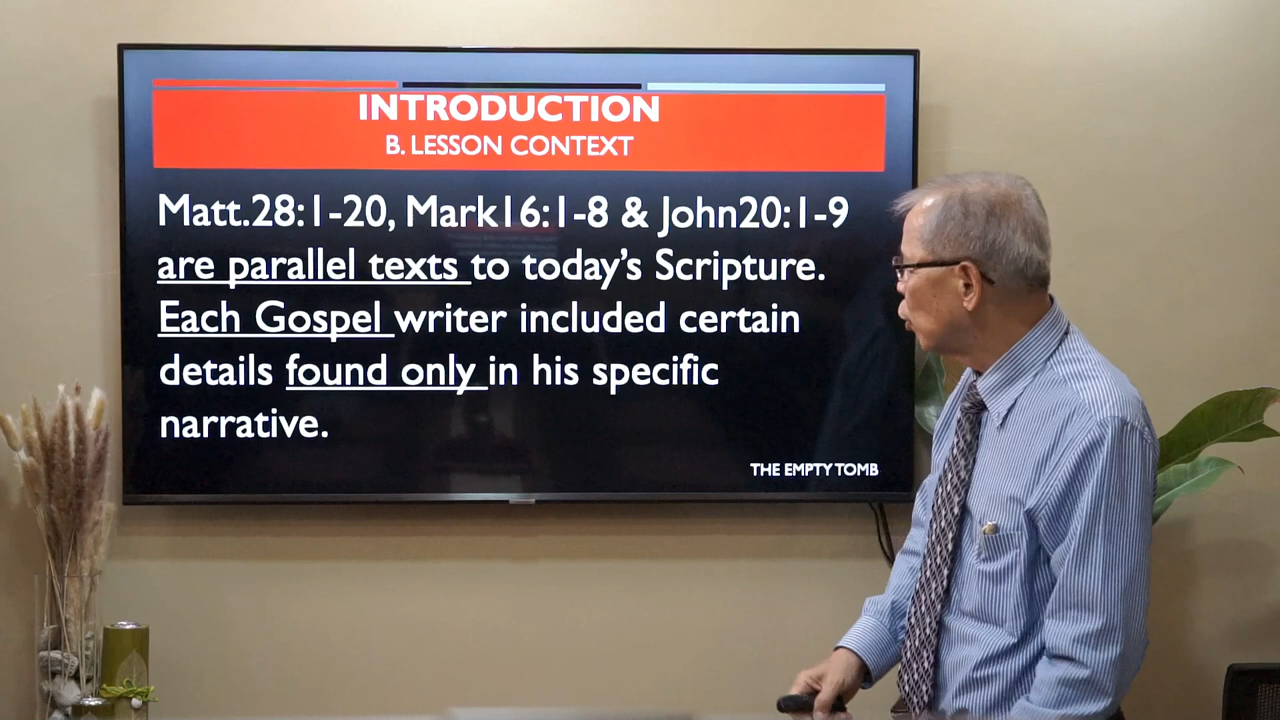 INTRODUCTION
B. LESSON CONTEXT
Matt.28:1-20, Mark16:1-8 & John20:1-9
are parallel texts to today's Scripture.
Each Gospel writer included certain
details found only in his specific
narrative.
THE EMPTY TOMB